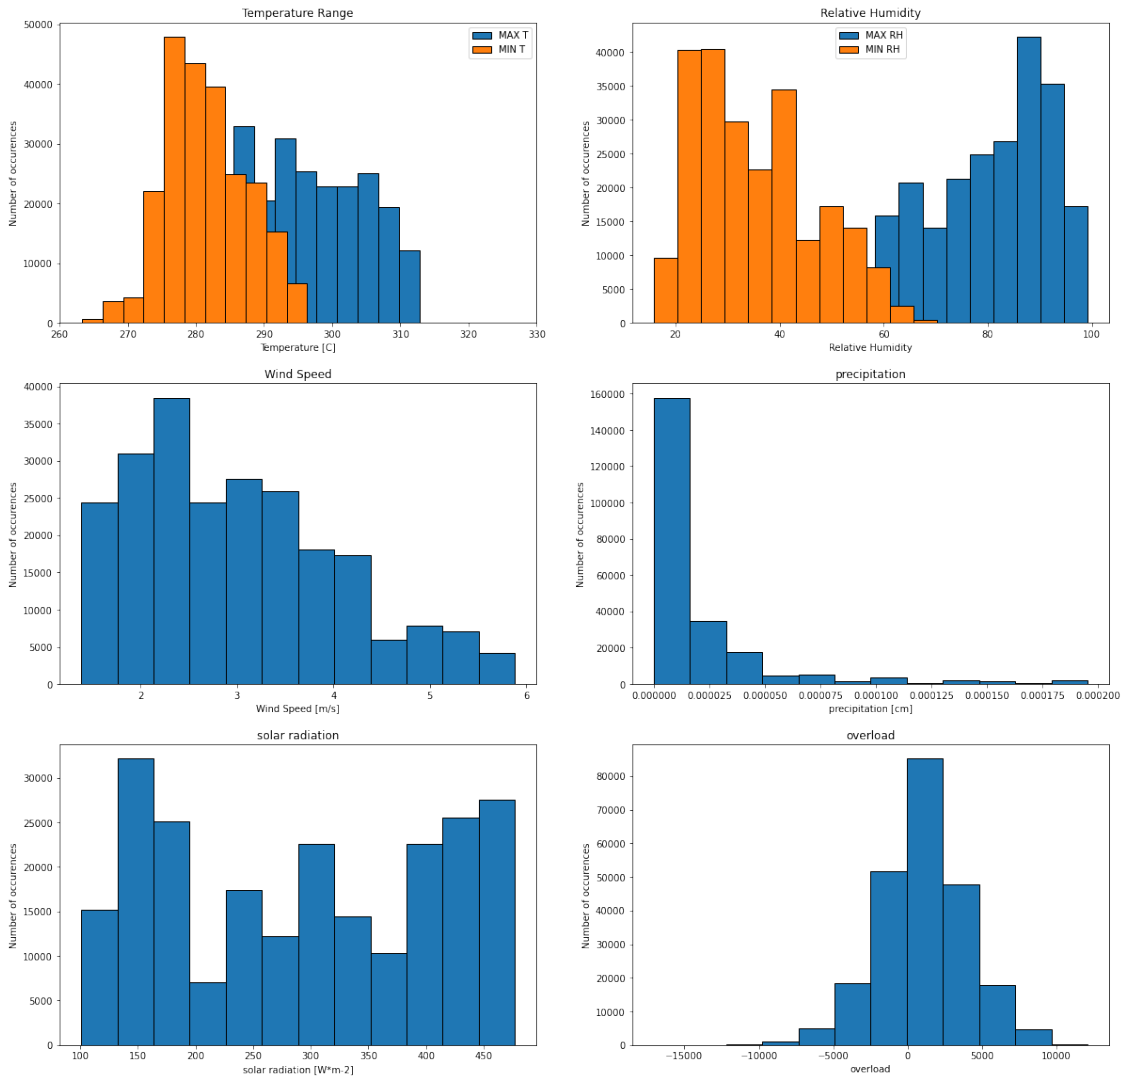 Temperature Range
MAX T
MIN T
Number of occurences
50000
40000
30000
20000
10000
0
260 270 280 290 300 310 320 330
Temperature [C]
Relative Humidity
MAX RH
MIN RH
Number of occurences
40000
35000
30000
25000
20000
15000
10000
5000
0
20 40 60 80 100
Relative Humidity
Wind Speed
Number of occurences
40000
35000
30000
25000
20000
15000
10000
5000
0
2 3 4 5 6
Wind Speed [m/s]
precipitation
Number of occurences
160000
140000
120000
100000
80000
60000
40000
20000
0
0.000000 0.000025 0.000050 0.000075 0.000100 0.000125 0.000150 0.000175 0.000200
precipitation [cm]
solar radiation
Number of occurences
30000
25000
20000
15000
10000
5000
0
100 150 200 250 300 350 400 450
solar radiation [W*m-2]
overload
Number of occurences
80000
70000
60000
50000
40000
30000
20000
10000
0
−15000 −10000 −5000 0 5000 10000
overload